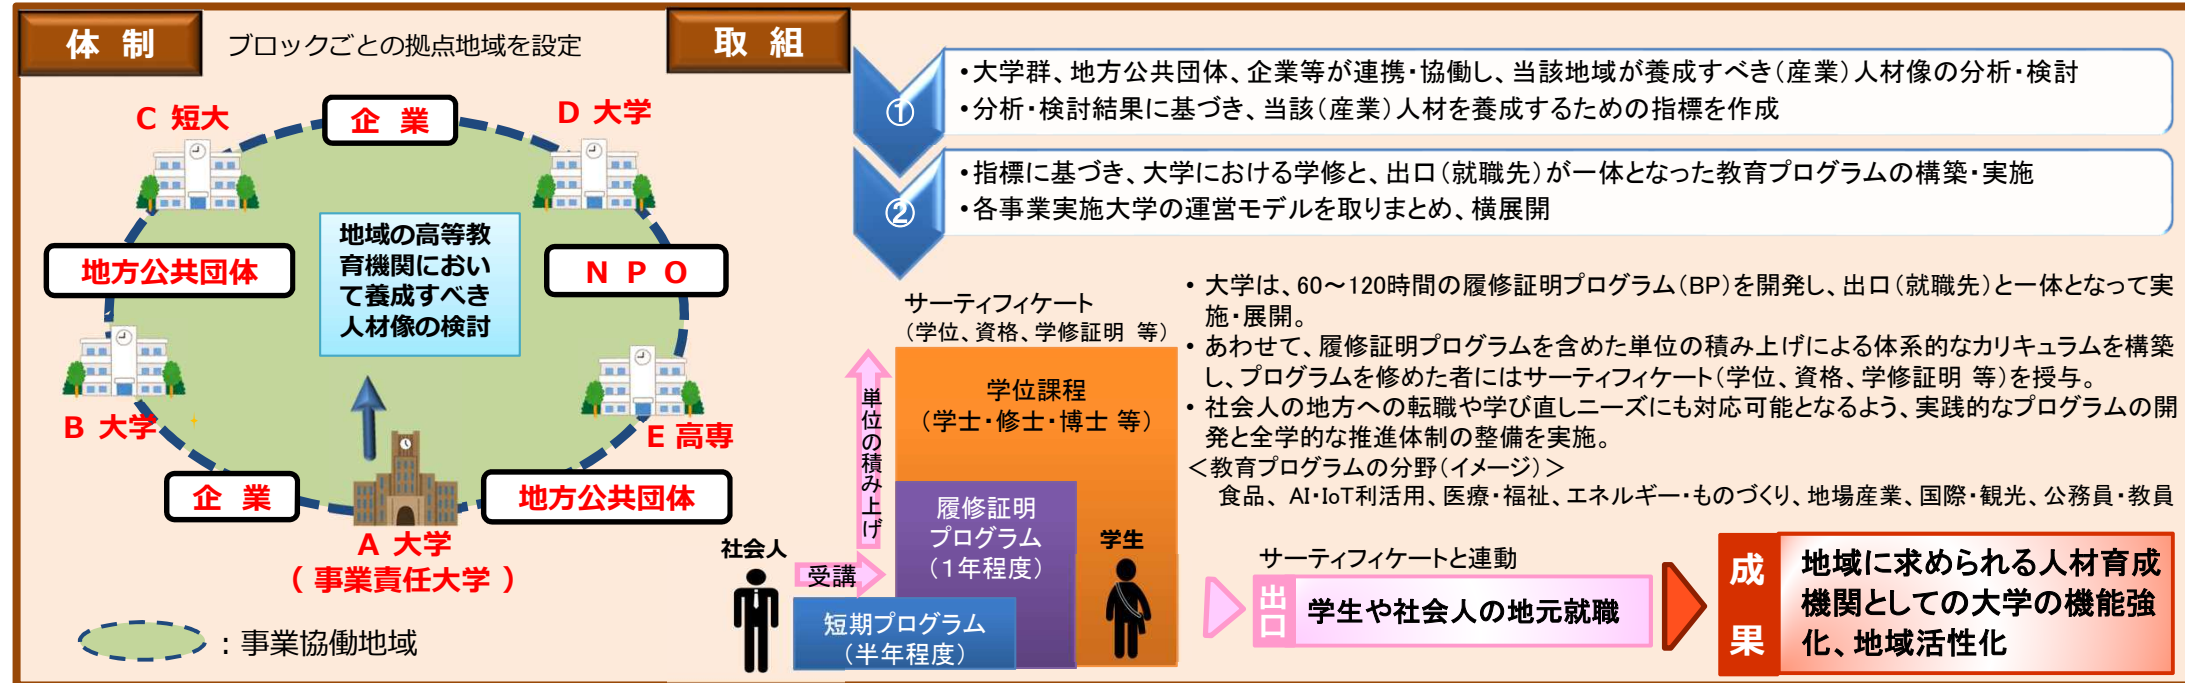 体 制
ブロックごとの拠点地域を設定
C 短大
企 業
D 大学
地方公共団体
地域の高等教
育機関におい
て養成すべき
人材像の検討
N P O
B 大学
E 高専
企 業
地方公共団体
A 大学
( 事業責任大学 )
：事業協働地域
取 組
①
・大学群、地方公共団体、企業等が連携・協働し、当該地域が養成すべき（産業）人材像の分析・検討
・分析・検討結果に基づき、当該（産業）人材を養成するための指標を作成
②
・指標に基づき、大学における学修と、出口（就職先）が一体となった教育プログラムの構築・実施
・各事業実施大学の運営モデルを取りまとめ、横展開
サーティフィケート
（学位、資格、学修証明 等）
単位の積み上げ
学位課程
（学士・修士・博士 等）
履修証明
プログラム
（1年程度）
学生
社会人
受講
短期プログラム
（半年程度）
・大学は、60～120時間の履修証明プログラム（BP）を開発し、出口（就職先）と一体となって実
施・展開。
・あわせて、履修証明プログラムを含めた単位の積み上げによる体系的なカリキュラムを構築
し、プログラムを修めた者にはサーティフィケート（学位、資格、学修証明 等）を授与。
・社会人の地方への転職や学び直しニーズにも対応可能となるよう、実践的なプログラムの開
発と全学的な推進体制の整備を実施。
＜教育プログラムの分野（イメージ）＞
食品、AI・IoT利活用、医療・福祉、エネルギー・ものづくり、地場産業、国際・観光、公務員・教員
サーティフィケートと連動
出口
学生や社会人の地元就職
成果
地域に求められる人材育成
機関としての大学の機能強
化、地域活性化